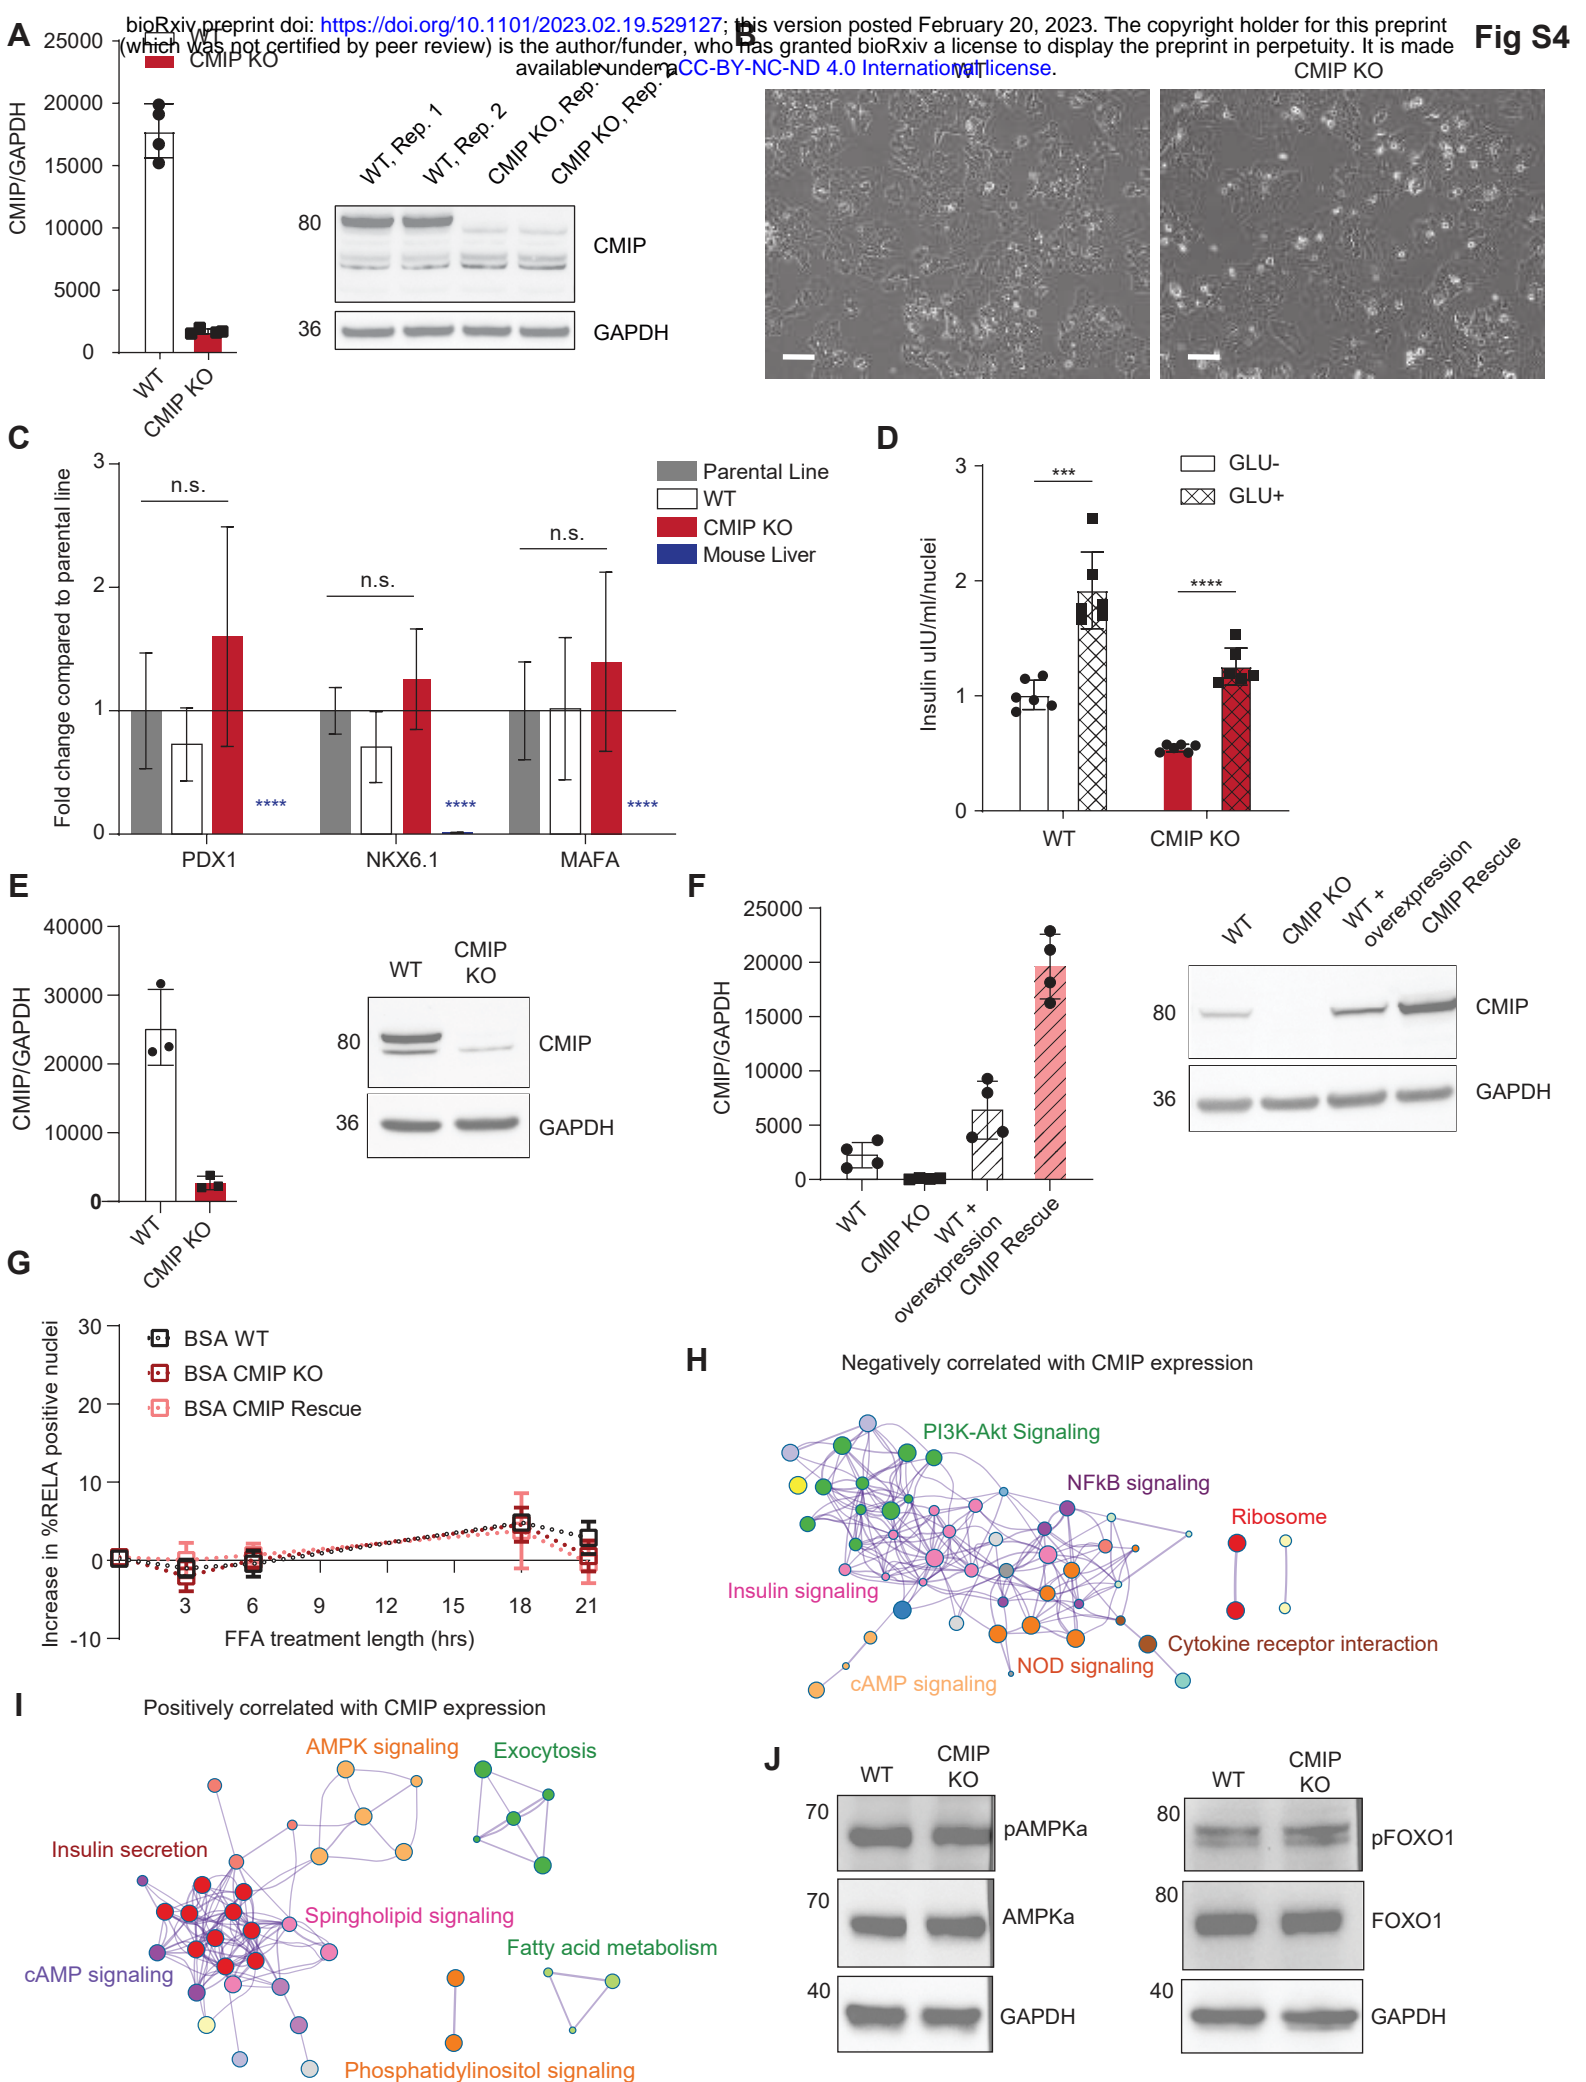 bioRxiv preprint doi: https://doi.org/10.1101/2023.02.19.529127; this version posted February 20, 2023. The copyright holder for this preprint
(which was not certified by peer review) is the author/funder, who has granted bioRxiv a license to display the preprint in perpetuity. It is made
available under aCC-BY-NC-ND 4.0 International license.
Fig S4
A
WT
CMIP KO
CMIP/GAPDH
25000
20000
15000
10000
5000
0
WT
CMIP KO
WT, Rep. 1
WT, Rep. 2
CMIP KO, Rep. 1
CMIP KO, Rep. 2
80
CMIP
36
GAPDH
B
WT
CMIP KO
C
Fold change compared to parental line
3
2
1
0
n.s.
n.s.
n.s.
****
****
****
PDX1
NKX6.1
MAFA
Parental Line
WT
CMIP KO
Mouse Liver
D
Insulin uIU/ml/nuclei
3
2
1
0
***
****
GLU-
GLU+
WT
CMIP KO
E
CMIP/GAPDH
40000
30000
20000
10000
0
WT
CMIP KO
WT
CMIP
KO
80
CMIP
36
GAPDH
F
CMIP/GAPDH
25000
20000
15000
10000
5000
0
WT
CMIP KO
WT +
overexpression
CMIP Rescue
WT
CMIP KO
WT +
overexpression
CMIP Rescue
80
CMIP
36
GAPDH
G
Increase in %RELA positive nuclei
30
20
10
0
-10
BSA WT
BSA CMIP KO
BSA CMIP Rescue
3
6
9
12
15
18
21
FFA treatment length (hrs)
H
Negatively correlated with CMIP expression
PI3K-Akt Signaling
NFkB signaling
Ribosome
Insulin signaling
Cytokine receptor interaction
NOD signaling
cAMP signaling
I
Positively correlated with CMIP expression
AMPK signaling
Exocytosis
Insulin secretion
Spingholipid signaling
Fatty acid metabolism
cAMP signaling
Phosphatidylinositol signaling
J
WT
CMIP
KO
70
pAMPKa
70
AMPKa
40
GAPDH
WT
CMIP
KO
80
pFOXO1
80
FOXO1
40
GAPDH